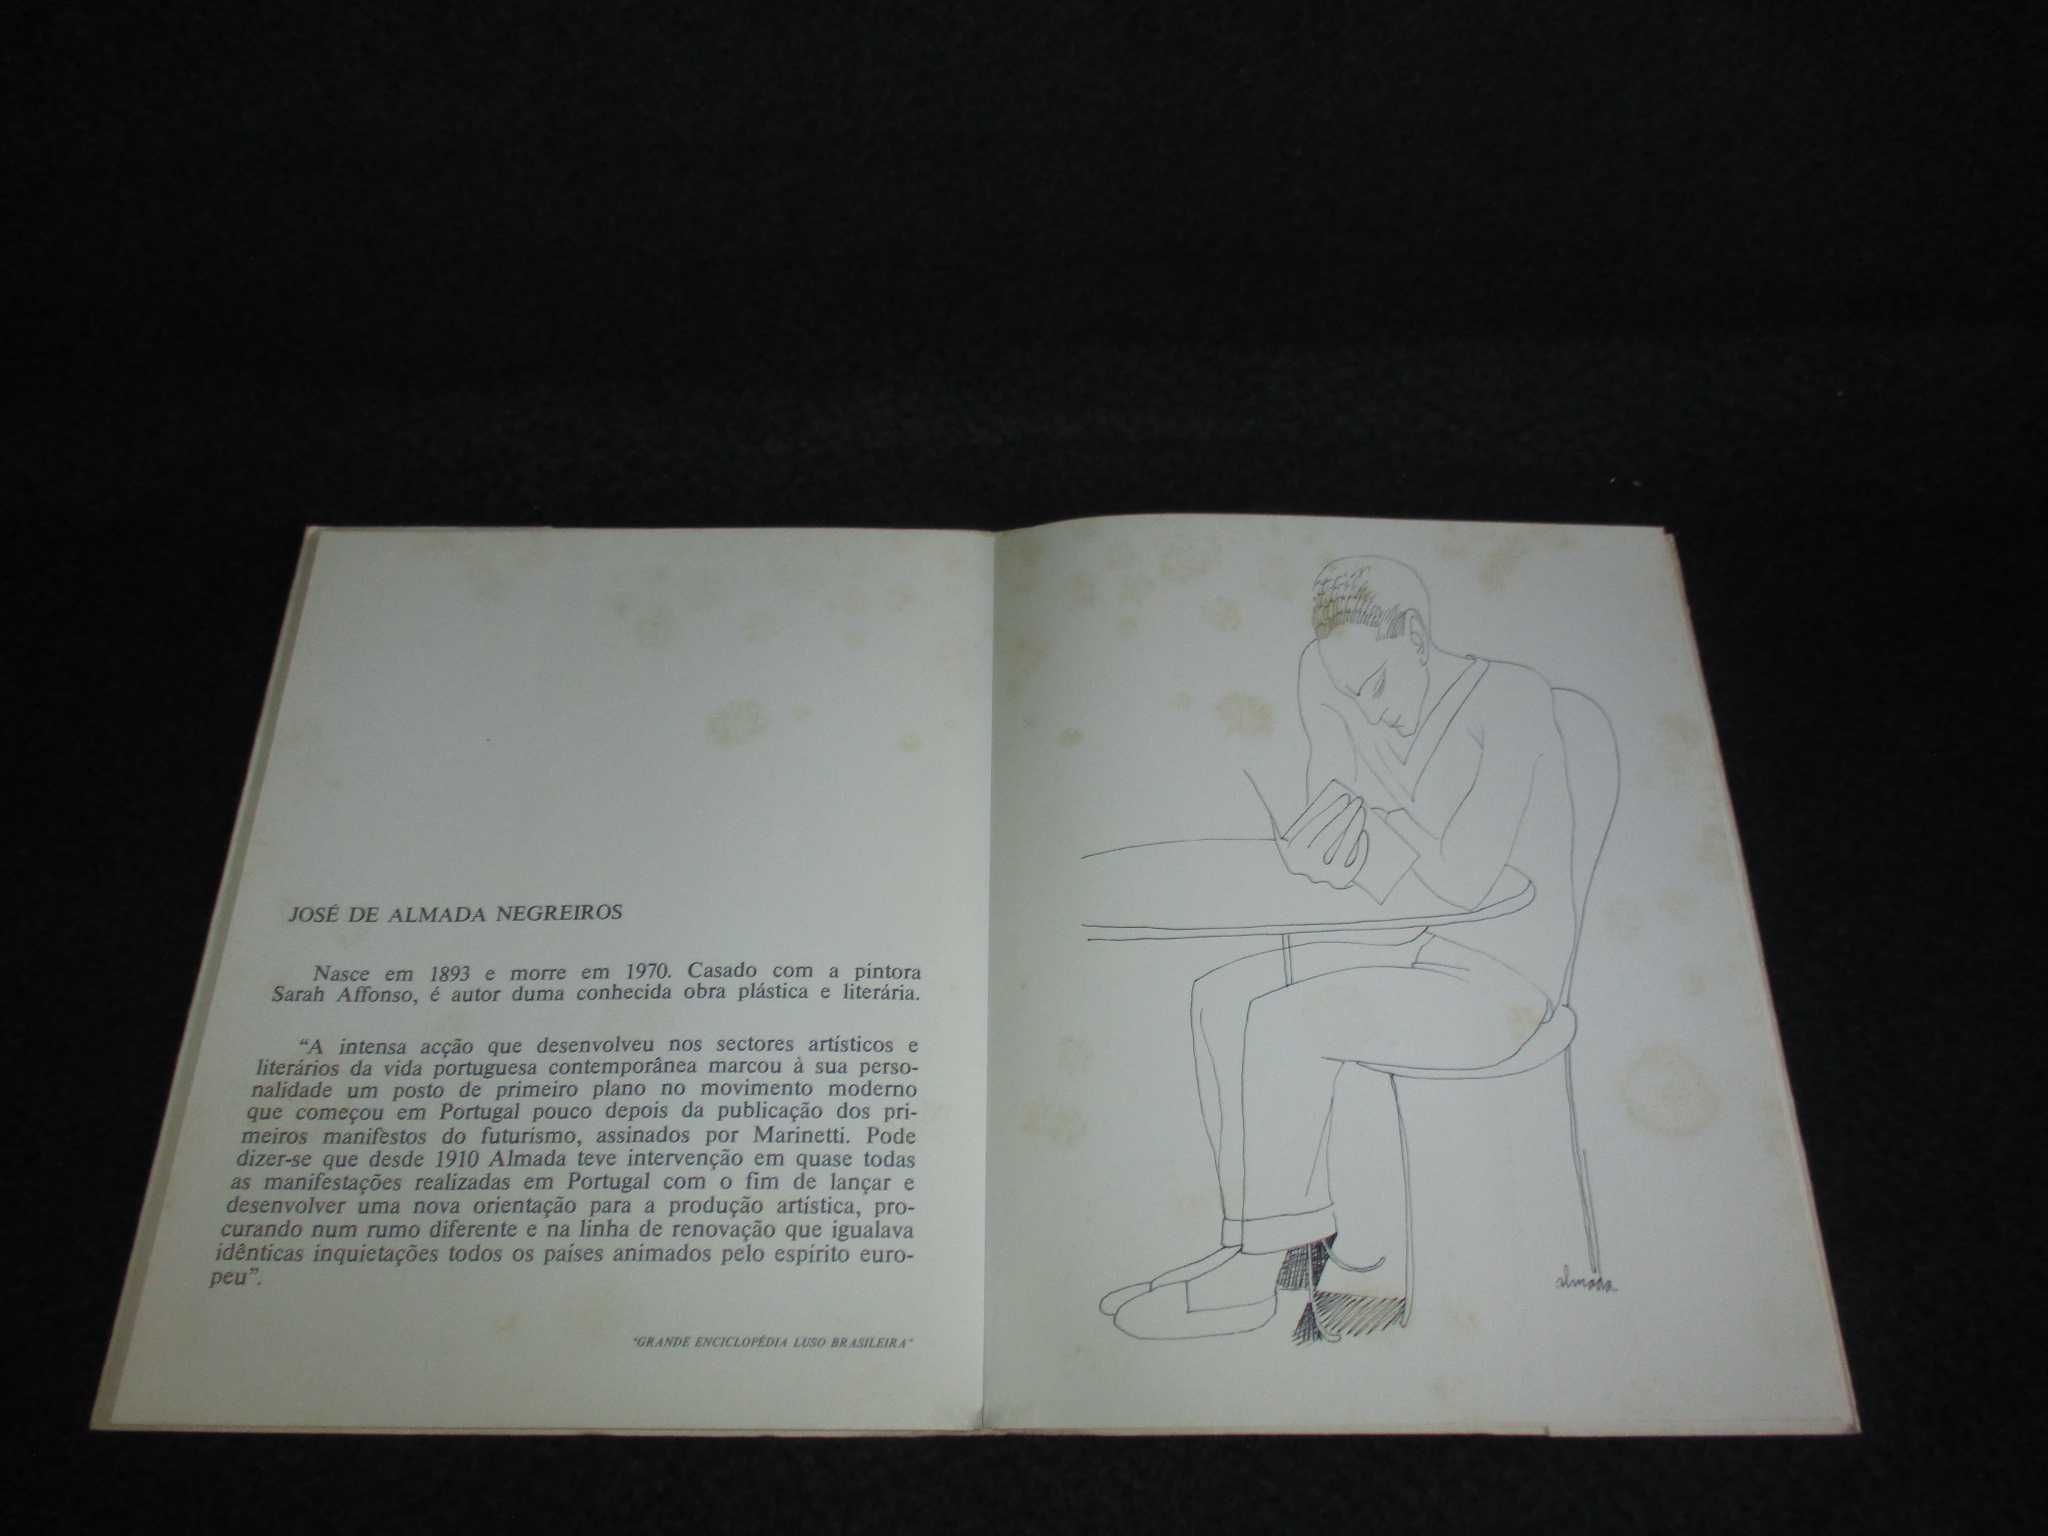 JOSÉ DE ALMADA NEGREIROS
Nasce em 1893 e morre em 1970. Casado com a pintora
Sarah Affonso, é autor duma conhecida obra plástica e literária.
“A intensa acção que desenvolveu nos sectores artísticos e
literários da vida portuguesa contemporânea marcou à sua perso-
nalidade um posto de primeiro plano no movimento moderno
que começou em Portugal pouco depois da publicação dos pri-
meiros manifestos do futurismo, assinados por Marinetti. Pode
dizer-se que desde 1910 Almada teve intervenção em quase todas
as manifestações realizadas em Portugal com o fim de lançar e
desenvolver uma nova orientação para a produção artística, pro-
curando num rumo diferente e na linha de renovação que igualava
idênticas inquietações todos os países animados pelo espírito euro-
peu”.
"GRANDE ENCICLOPÉDIA LUSO BRASILEIRA"
almada